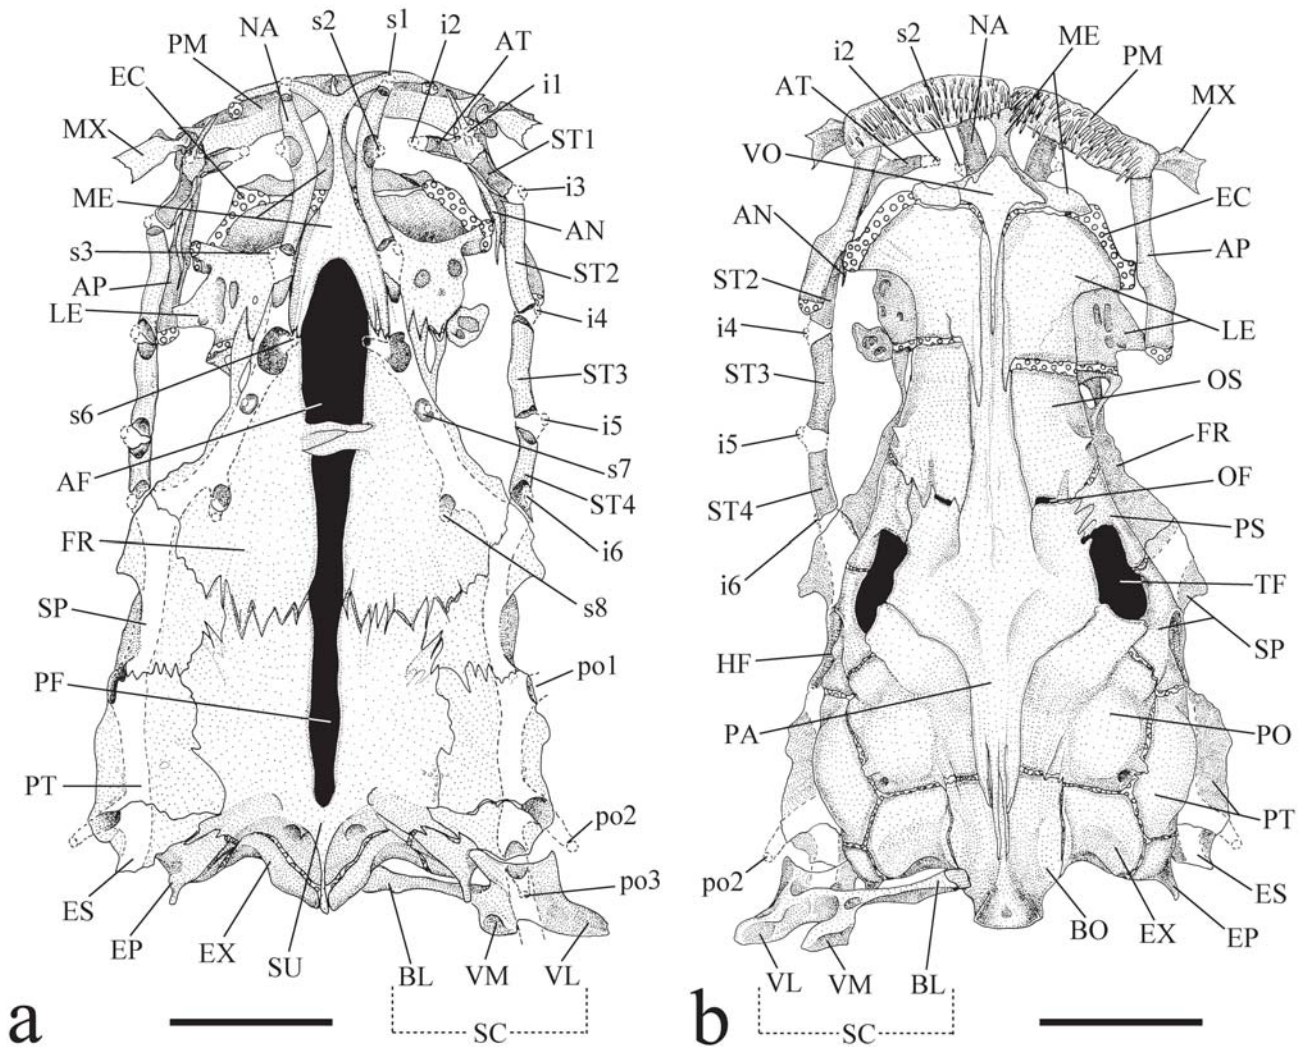 NA
s2
s1
i2
PM
AT
EC
i1
MX
ST1
i3
ME
AN
s3
ST2
AP
LE
i4
ST3
s6
i5
s7
AF
ST4
FR
i6
s8
SP
po1
PF
PT
po2
po3
ES
EP
EX
SU
BL
VM
VL
SC
a
NA
s2
ME
i2
PM
AT
MX
VO
EC
AN
AP
ST2
i4
LE
ST3
OS
FR
i5
OF
ST4
PS
i6
TF
SP
HF
PA
PO
PT
po2
ES
BO
EX
EP
VL
VM
BL
SC
b